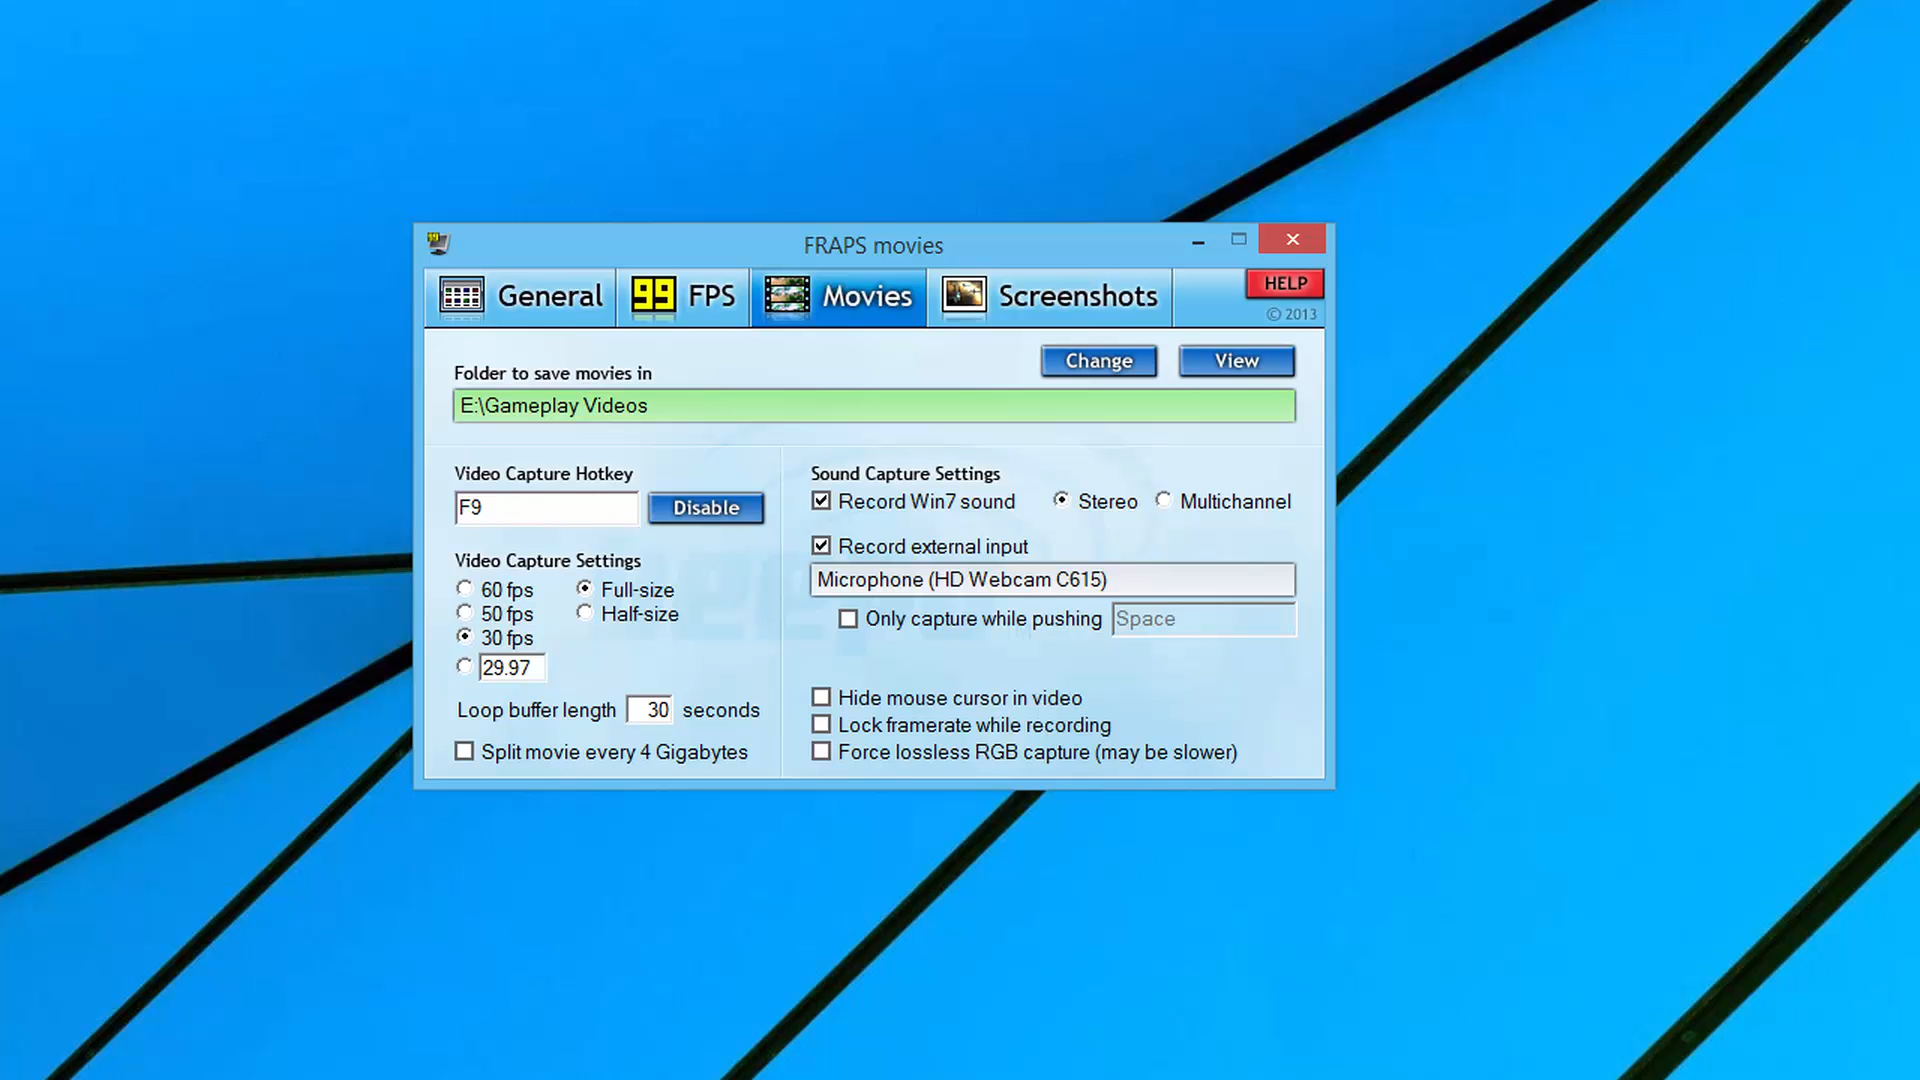 FRAPS movies
General
99 FPS
Movies
Screenshots
HELP
© 2013
Change
View
Folder to save movies in
E:\Gameplay Videos
Video Capture Hotkey
F9
Disable
Video Capture Settings
60 fps
Full-size
50 fps
Half-size
30 fps
29.97
Loop buffer length 30 seconds
Split movie every 4 Gigabytes
Sound Capture Settings
Record Win7 sound
Stereo
Multichannel
Record external input
Microphone (HD Webcam C615)
Only capture while pushing Space
Hide mouse cursor in video
Lock framerate while recording
Force lossless RGB capture (may be slower)